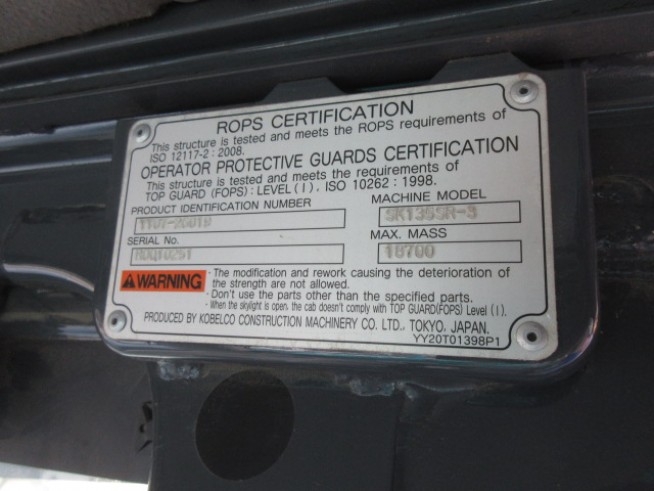 ROPS CERTIFICATION
This structure is tested and meets the ROPS requirements of
ISO 12117-2 : 2008.
OPERATOR PROTECTIVE GUARDS CERTIFICATION
This structure is tested and meets the requirements of
TOP GUARD (FOPS) : LEVEL ( I ) , ISO 10262 : 1998.
PRODUCT IDENTIFICATION NUMBER
MACHINE MODEL
SK135SR-3
SERIAL No.
MAX. MASS
18700
WARNING
- The modification and rework causing the deterioration of
the strength are not allowed.
- Don't use the parts other than the specified parts.
- When the skylight is open, the cab doesn't comply with TOP GUARD(FOPS) Level ( I ).
PRODUCED BY KOBELCO CONSTRUCTION MACHINERY CO. LTD., TOKYO, JAPAN.
YY20T01398P1